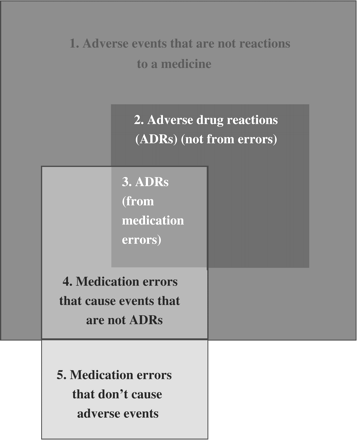 1. Adverse events that are not reactions
to a medicine
2. Adverse drug reactions
(ADRs) (not from errors)
3. ADRs
(from
medication
errors)
4. Medication errors
that cause events that
are not ADRs
5. Medication errors
that don't cause
adverse events